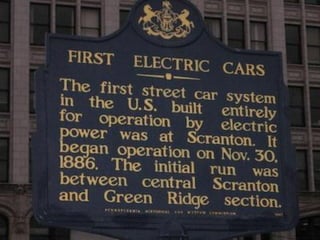 FIRST ELECTRIC CARS
The first street car system
in the U.S. built entirely
for operation by electric
power was at Scranton. It
began operation on Nov. 30,
1886. The initial run was
between central Scranton
and Green Ridge section.
PENNSYLVANIA HISTORICAL AND MUSEUM COMMISSION